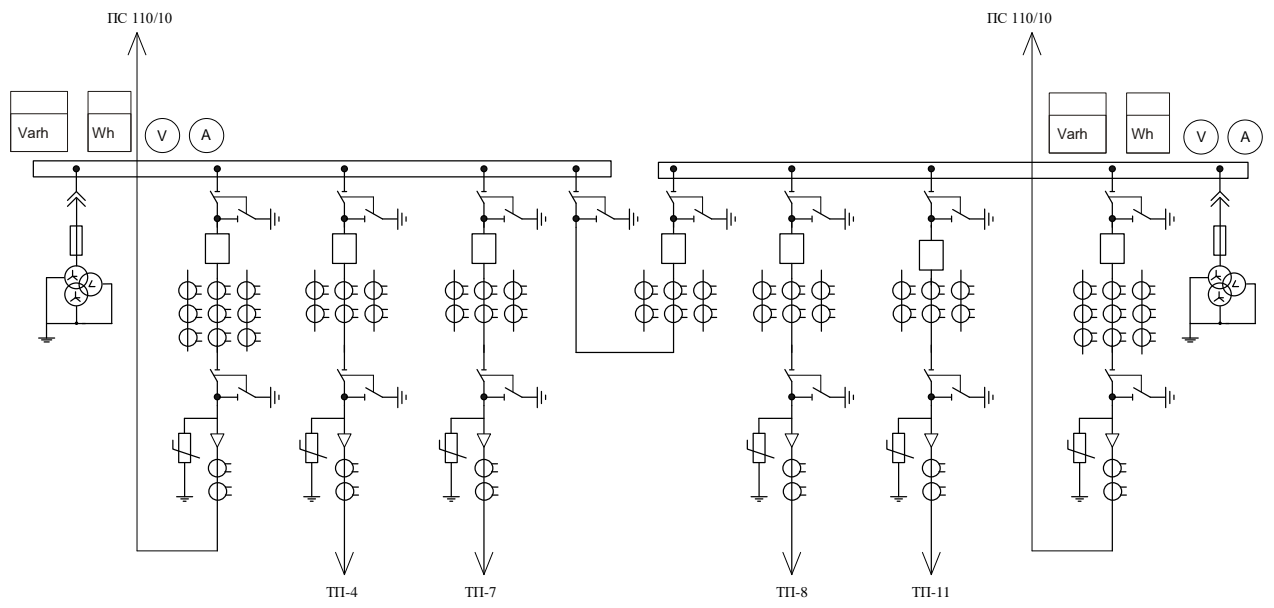 ПС 110/10
ПС 110/10
Varh
Wh
V
A
Varh
Wh
V
A
ТП-4
ТП-7
ТП-8
ТП-11